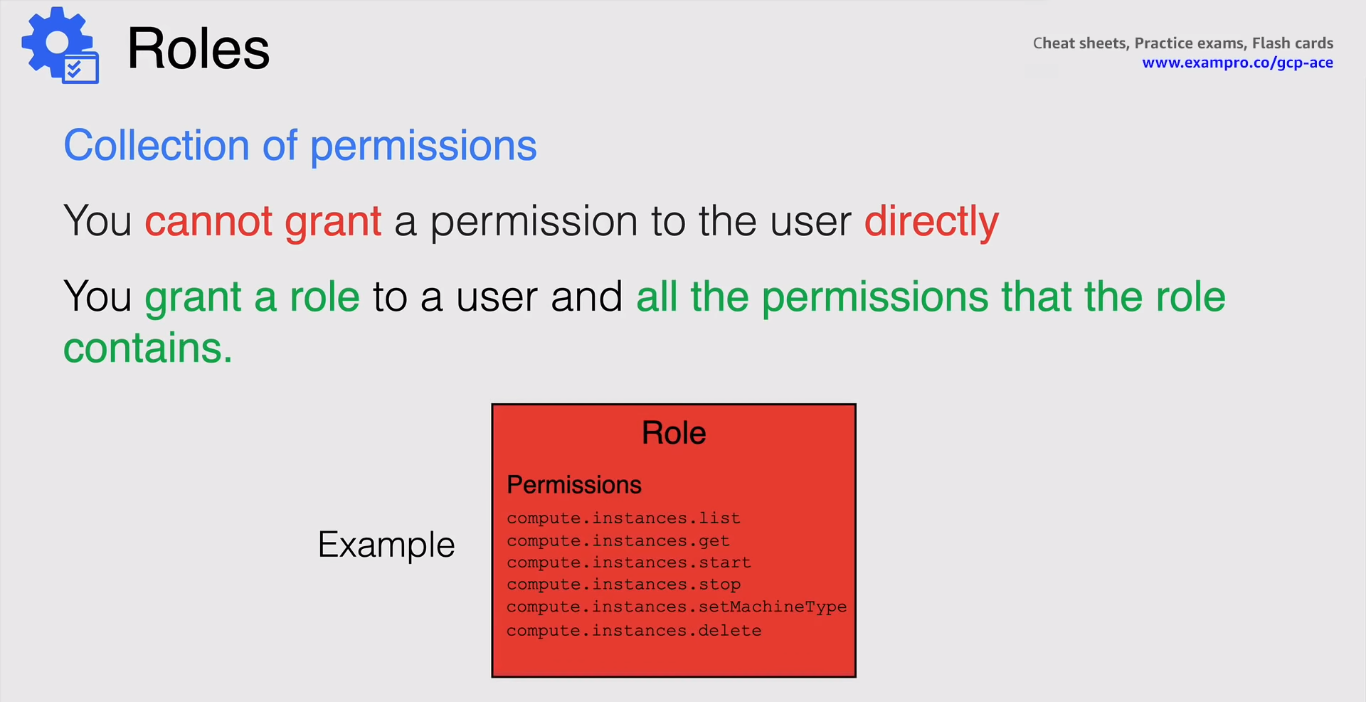 Roles
Cheat sheets, Practice exams, Flash cards
www.exampro.co/gcp-ace
Collection of permissions
You cannot grant a permission to the user directly
You grant a role to a user and all the permissions that the role
contains.
Example
Role
Permissions
compute.instances.list
compute.instances.get
compute.instances.start
compute.instances.stop
compute.instances.setMachineType
compute.instances.delete